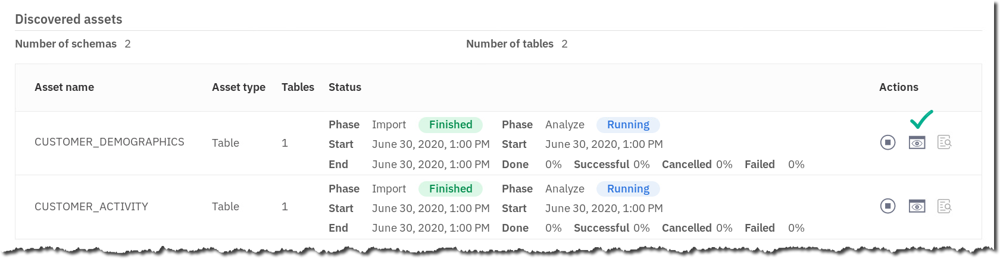 Discovered assets
Number of schemas 2 Number of tables 2
Asset name Asset type Tables Status Actions
Phase Import Finished Phase Analyze Running
CUSTOMER_DEMOGRAPHICS Table 1 Start June 30, 2020, 1:00 PM Start June 30, 2020, 1:00 PM
End June 30, 2020, 1:00 PM Done 0% Successful 0% Cancelled 0% Failed 0%
Phase Import Finished Phase Analyze Running
CUSTOMER_ACTIVITY Table 1 Start June 30, 2020, 1:00 PM Start June 30, 2020, 1:00 PM
End June 30, 2020, 1:00 PM Done 0% Successful 0% Cancelled 0% Failed 0%